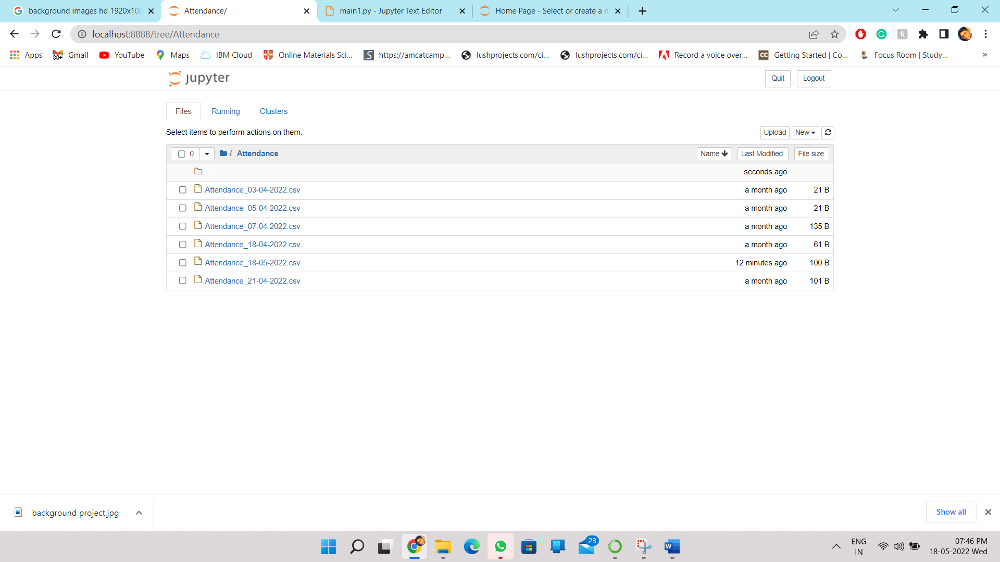 background images hd 1920x108
Attendance/
main1.py - Jupyter Text Editor
Home Page - Select or create a n
localhost:8888/tree/Attendance
Apps
30+
Gmail
YouTube
Maps
IBM Cloud
Online Materials Sci...
https://amcatcamp...
lushprojects.com/ci...
lushprojects.com/ci...
Record a voice over...
CC
Getting Started | Co...
Focus Room | Study...
»
jupyter
Quit
Logout
Files
Running
Clusters
Select items to perform actions on them.
Upload
New
0
/ Attendance
Name
Last Modified
File size
..
seconds ago
Attendance_03-04-2022.csv a month ago 21 B
Attendance_05-04-2022.csv a month ago 21 B
Attendance_07-04-2022.csv a month ago 135 B
Attendance_18-04-2022.csv a month ago 61 B
Attendance_18-05-2022.csv 12 minutes ago 100 B
Attendance_21-04-2022.csv a month ago 101 B
background project.jpg
Show all
23
ENG
IN
07:46 PM
18-05-2022 Wed